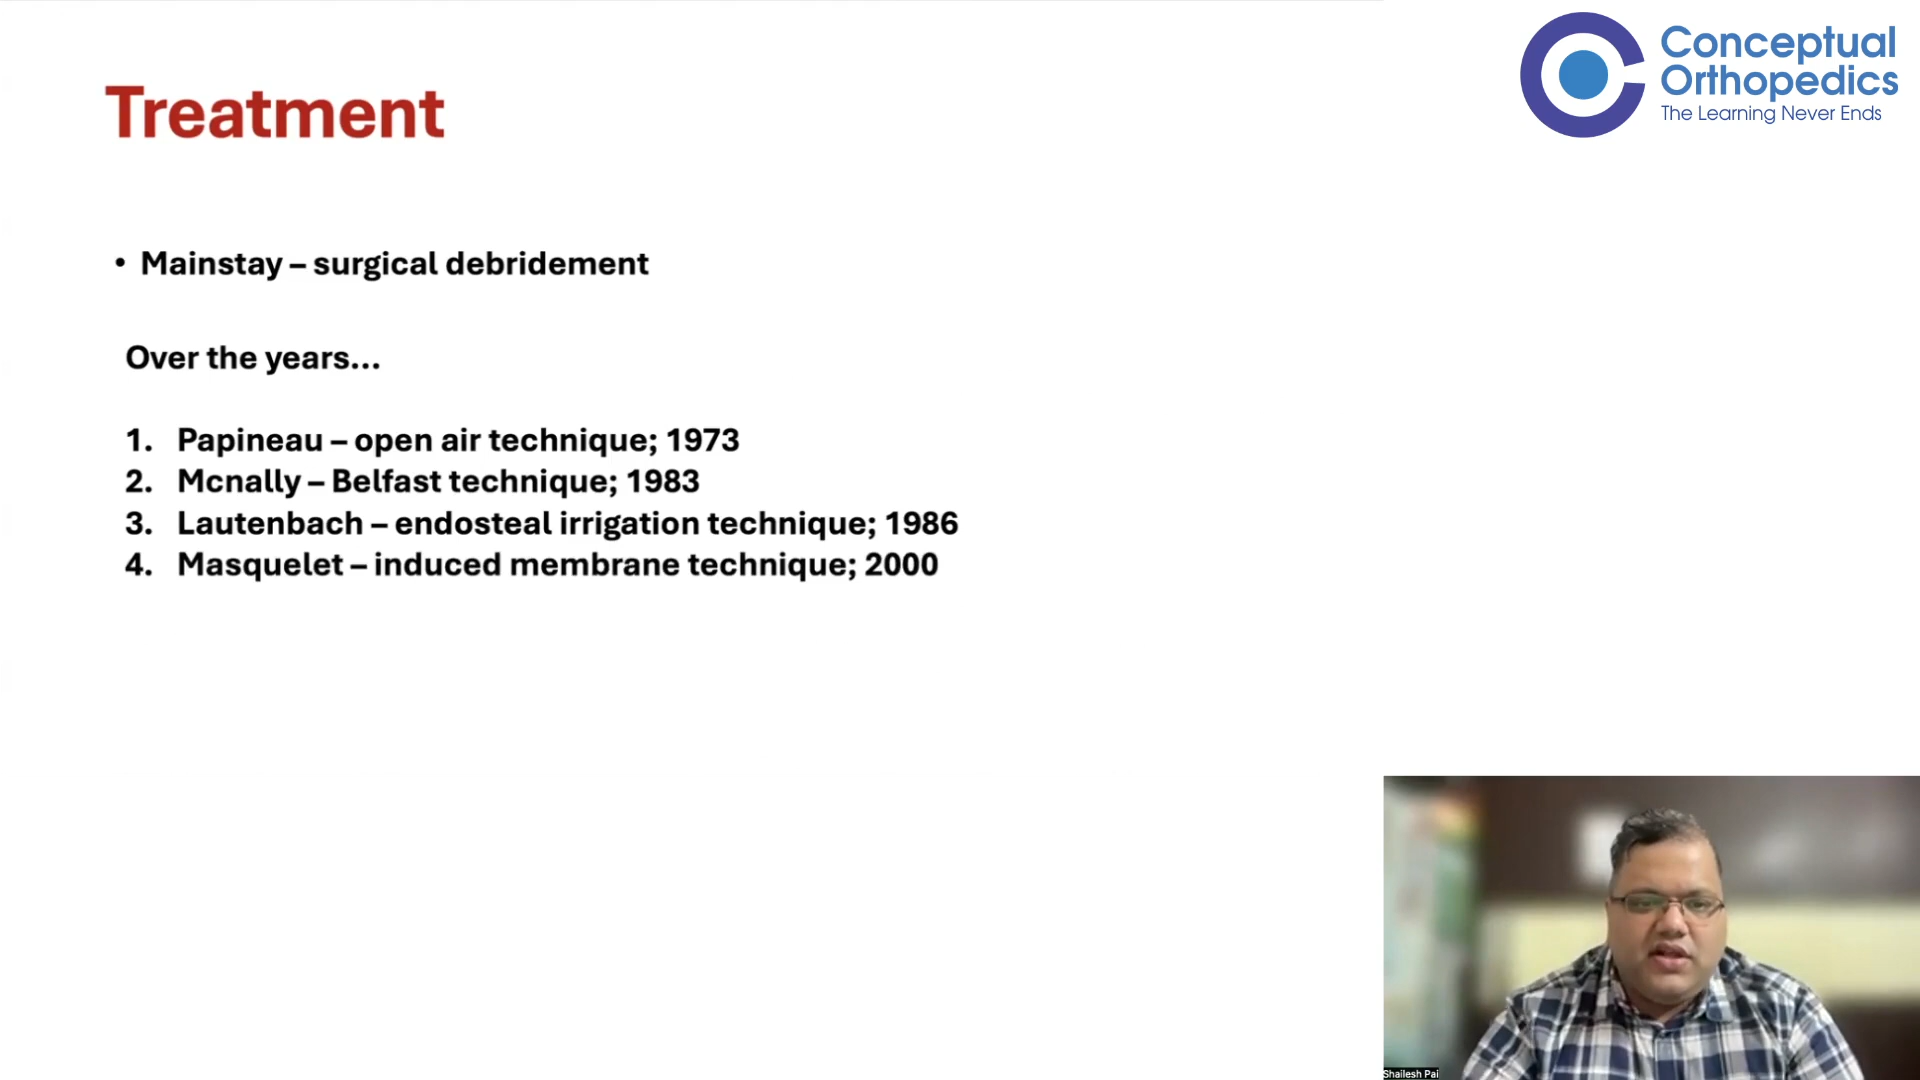 Conceptual
Orthopedics
The Learning Never Ends
Treatment
• Mainstay – surgical debridement
Over the years...
1. Papineau – open air technique; 1973
2. Mcnally – Belfast technique; 1983
3. Lautenbach – endosteal irrigation technique; 1986
4. Masquelet – induced membrane technique; 2000
Shailesh Pai